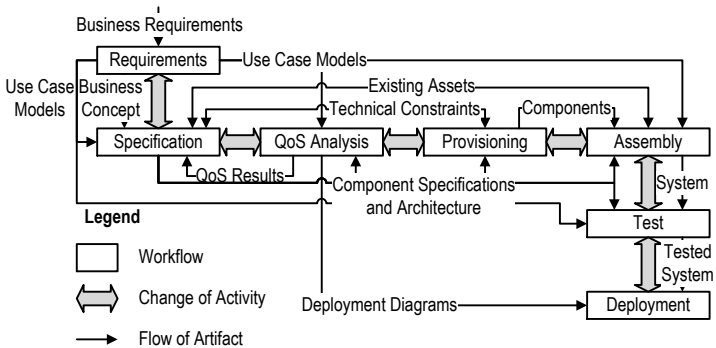 Business Requirements
Requirements
Use Case Models
Use Case
Models
Business
Concept
Existing Assets
Technical Constraints
Components
Specification
QoS Analysis
Provisioning
Assembly
QoS Results
Component Specifications
and Architecture
System
Legend
Test
Workflow
Tested
System
Change of Activity
Deployment Diagrams
Deployment
Flow of Artifact